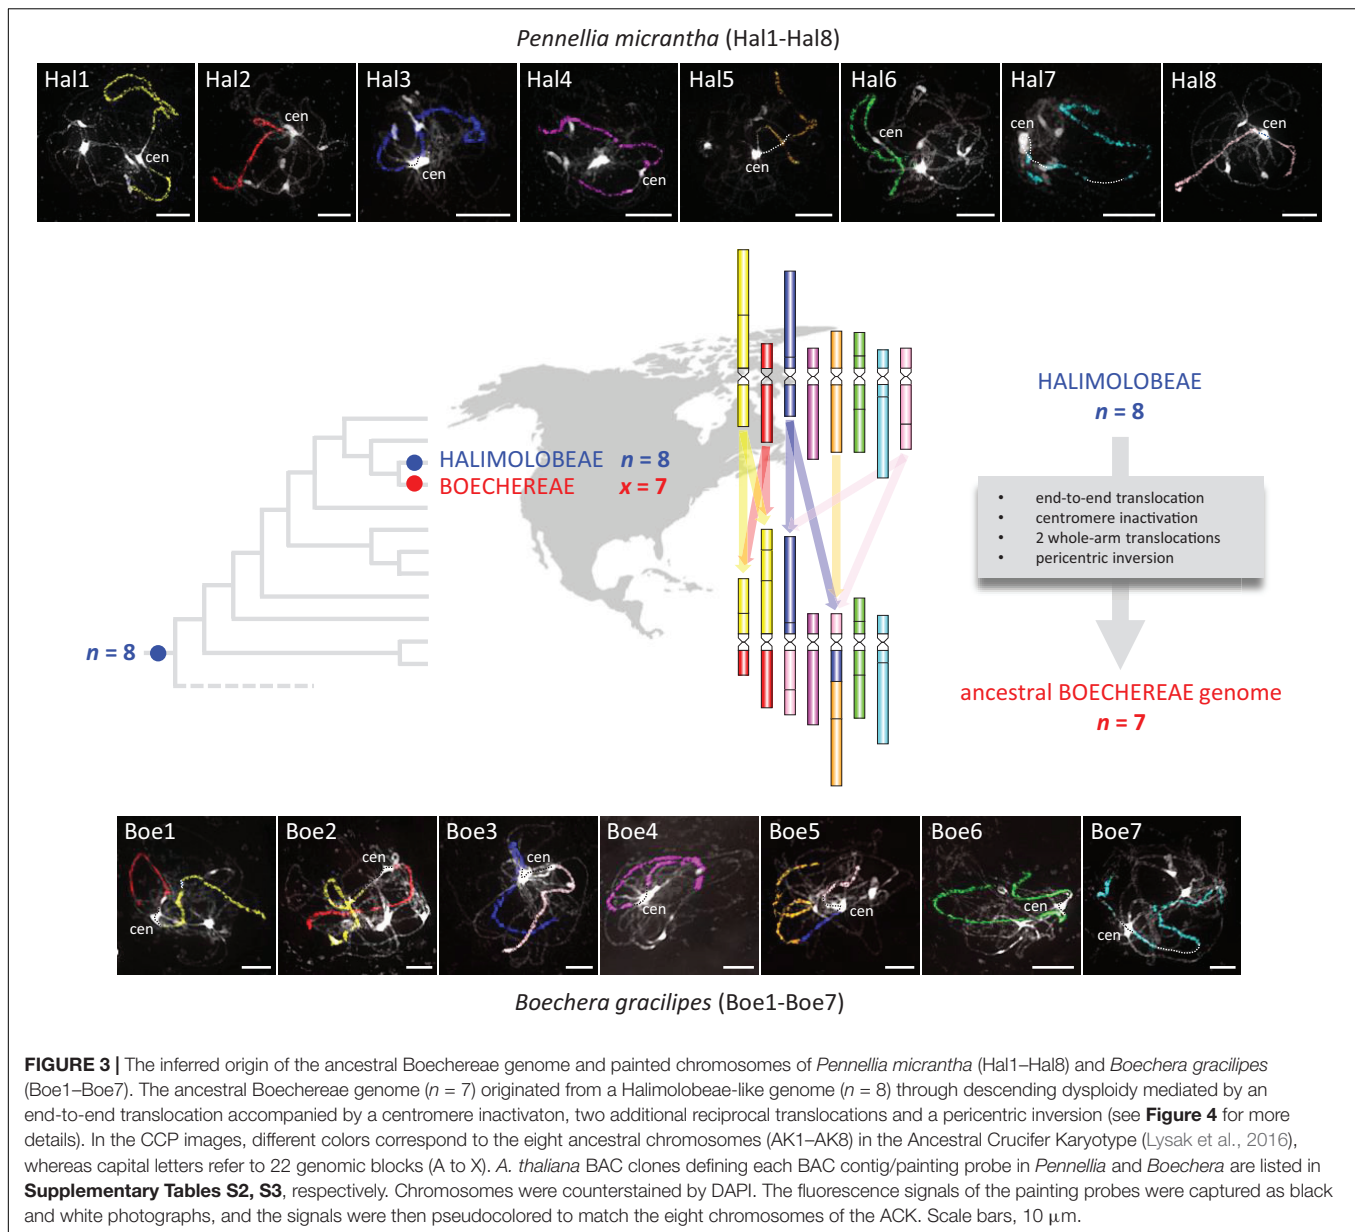 Pennellia micrantha (Hal1-Hal8)
Hal1
Hal2
Hal3
Hal4
Hal5
Hal6
Hal7
Hal8
cen
cen
cen
cen
cen
cen
cen
cen
HALIMOLOBEAE n = 8
BOECHEREAE x = 7
n = 8
HALIMOLOBEAE
n = 8
• end-to-end translocation
• centromere inactivation
• 2 whole-arm translocations
• pericentric inversion
ancestral BOECHEREAE genome
n = 7
Boe1
Boe2
Boe3
Boe4
Boe5
Boe6
Boe7
cen
cen
cen
cen
cen
cen
cen
Boechera gracilipes (Boe1-Boe7)
FIGURE 3 | The inferred origin of the ancestral Boechereae genome and painted chromosomes of Pennellia micrantha (Hal1–Hal8) and Boechera gracilipes
(Boe1–Boe7). The ancestral Boechereae genome (n = 7) originated from a Halimolobeae-like genome (n = 8) through descending dysploidy mediated by an
end-to-end translocation accompanied by a centromere inactivaton, two additional reciprocal translocations and a pericentric inversion (see Figure 4 for more
details). In the CCP images, different colors correspond to the eight ancestral chromosomes (AK1–AK8) in the Ancestral Crucifer Karyotype (Lysak et al., 2016),
whereas capital letters refer to 22 genomic blocks (A to X). A. thaliana BAC clones defining each BAC contig/painting probe in Pennellia and Boechera are listed in
Supplementary Tables S2, S3, respectively. Chromosomes were counterstained by DAPI. The fluorescence signals of the painting probes were captured as black
and white photographs, and the signals were then pseudocolored to match the eight chromosomes of the ACK. Scale bars, 10 μm.